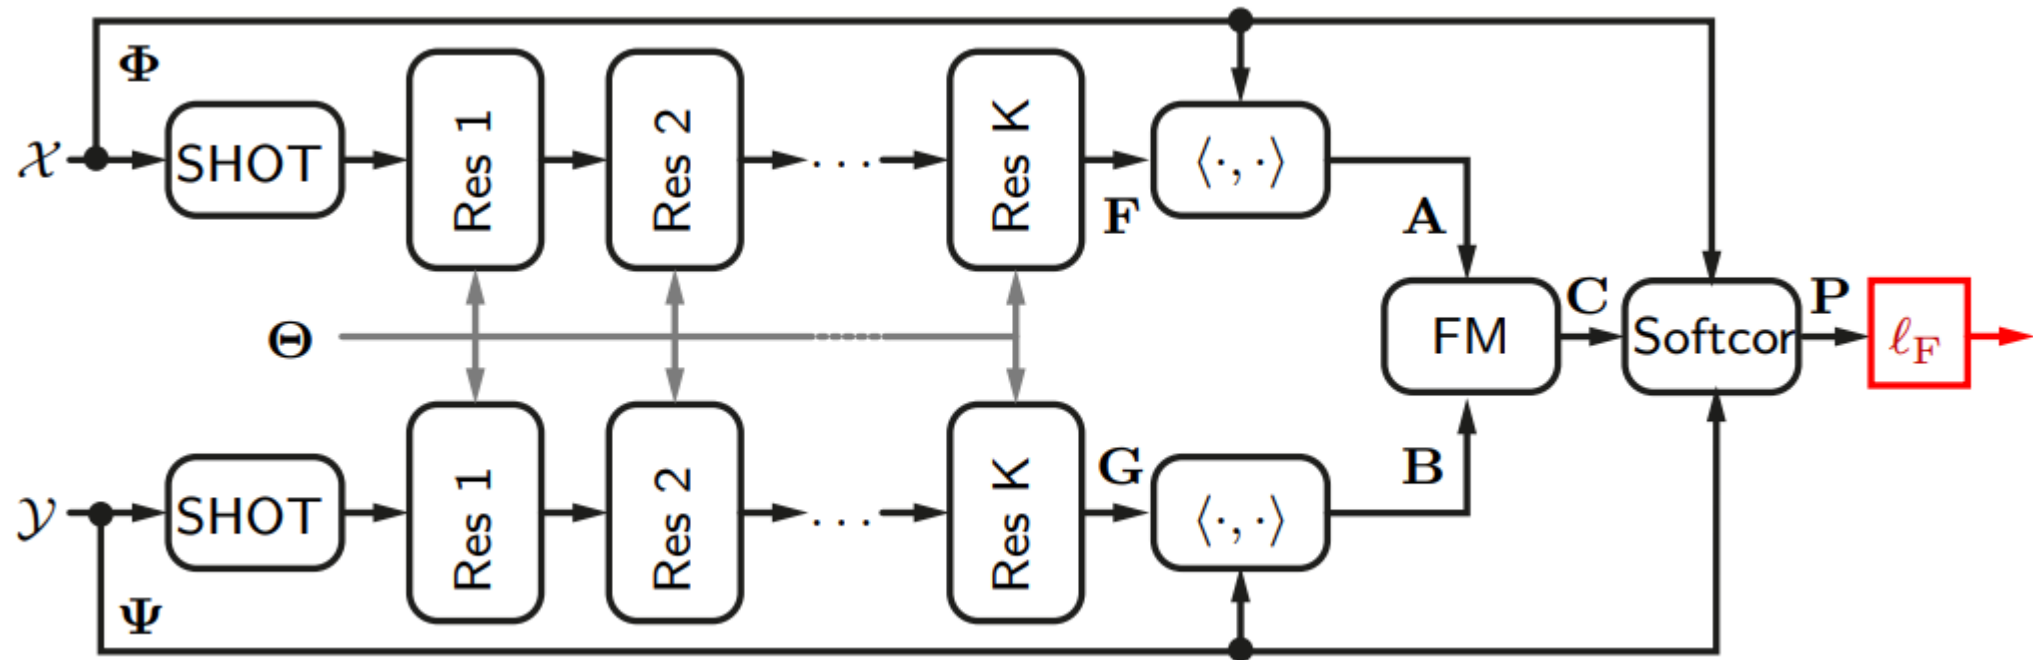 Φ
𝒳 SHOT Res 1 Res 2 ... Res K F ⟨·,·⟩ A
Θ FM C Softcor P ℓF
𝒴 SHOT Res 1 Res 2 ... Res K G ⟨·,·⟩ B
Ψ